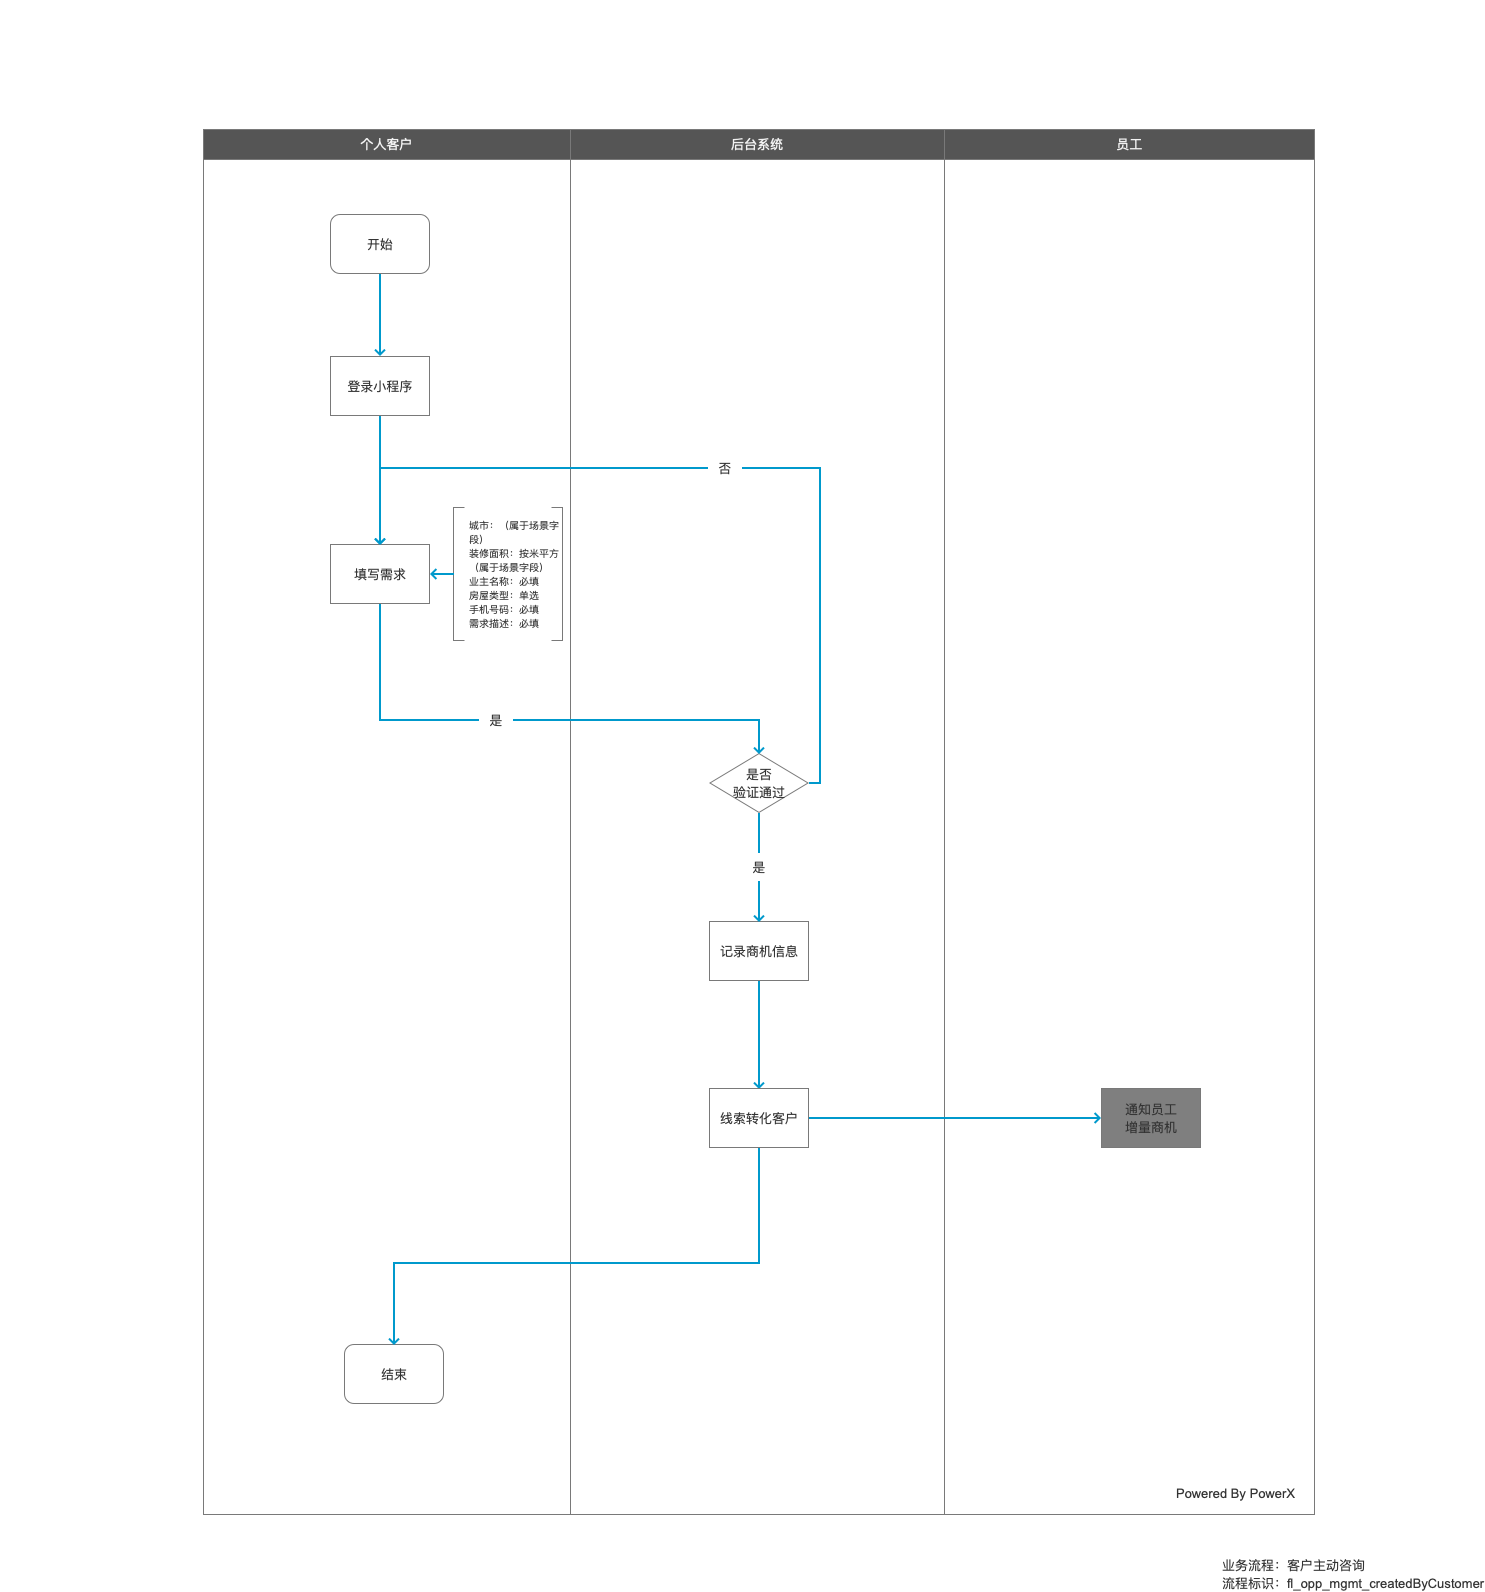 个人客户
后台系统
员工
开始
登录小程序
否
城市：（属于场景字
段）
装修面积：按米平方
（属于场景字段）
业主名称：必填
房屋类型：单选
手机号码：必填
需求描述：必填
填写需求
是
是否
验证通过
是
记录商机信息
线索转化客户
通知员工
增量商机
结束
Powered By PowerX
业务流程：客户主动咨询
流程标识：fl_opp_mgmt_createdByCustomer